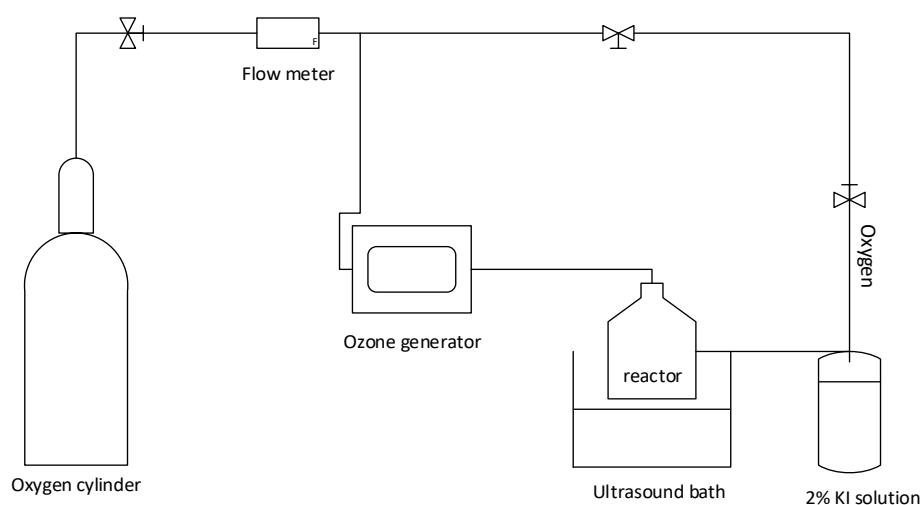 F
Flow meter
Oxygen
Ozone generator
reactor
Oxygen cylinder
Ultrasound bath
2% KI solution